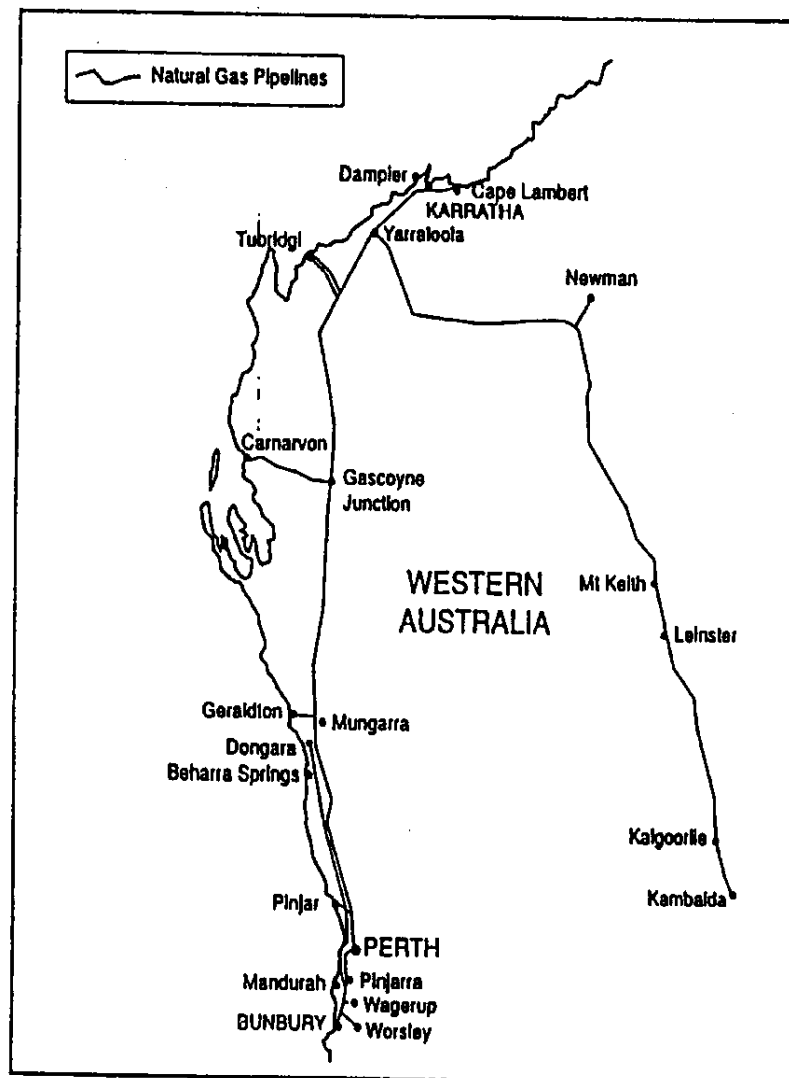 Natural Gas Pipelines
Dampier
Cape Lambert
KARRATHA
Yarraloola
Tubridgi
Newman
Carnarvon
Gascoyne
Junction
WESTERN
AUSTRALIA
Mt Keith
Leinster
Geraldton
Mungarra
Dongara
Beharra Springs
Kalgoorlie
Kambalda
Pinjar
PERTH
Mandurah
Pinjarra
Wagerup
BUNBURY
Worsley